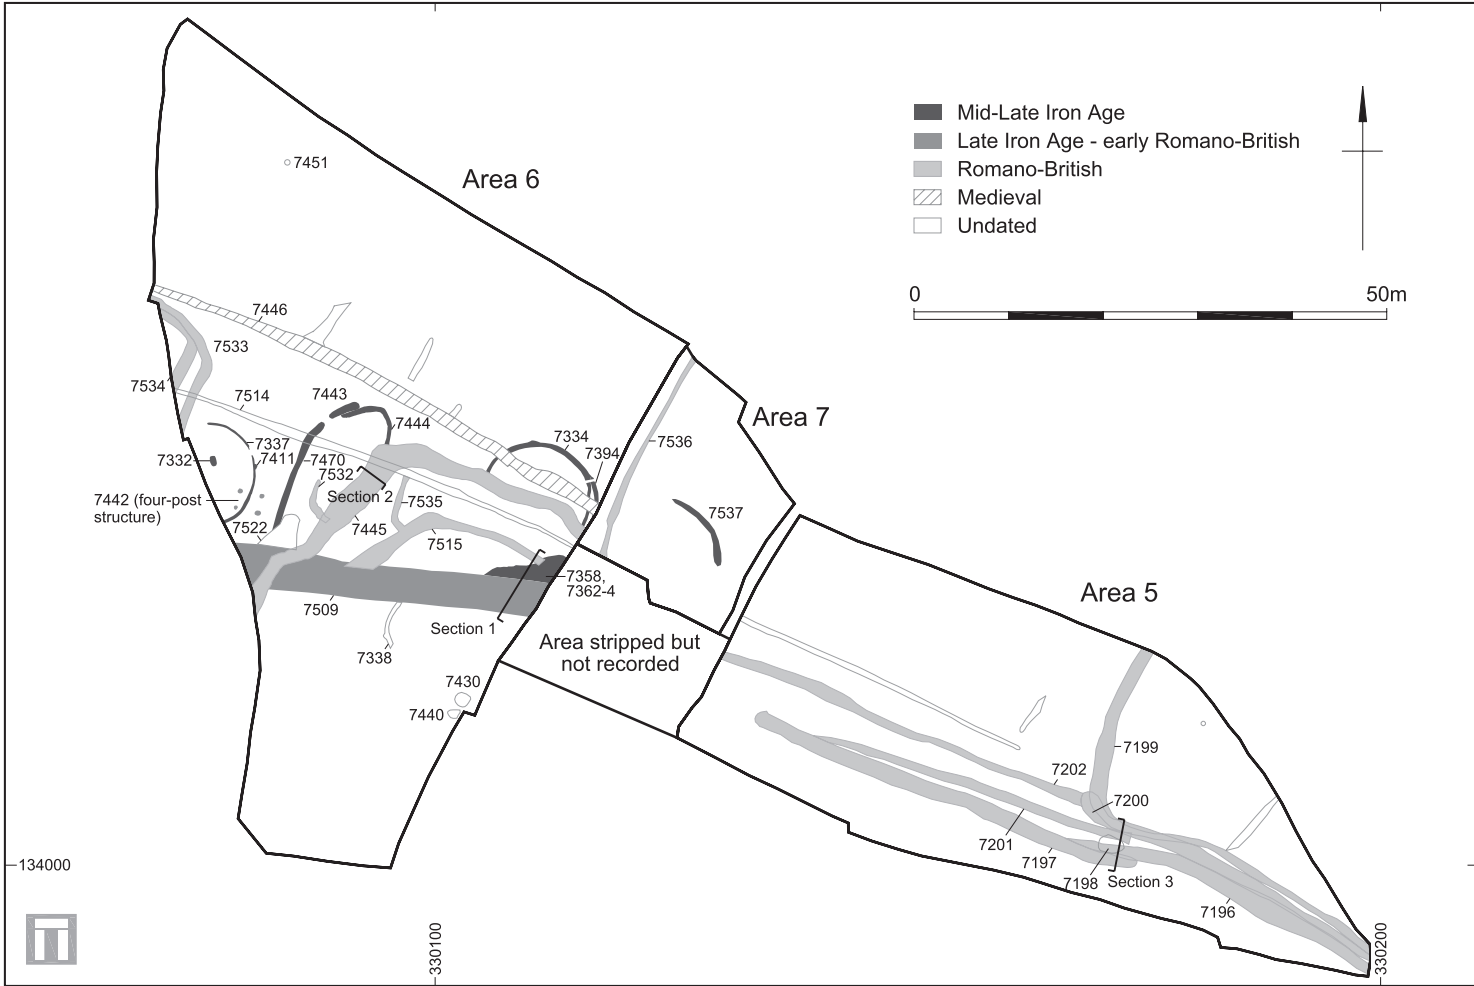 Mid-Late Iron Age
Late Iron Age - early Romano-British
Romano-British
Medieval
Undated
0
50m
Area 6
7451
7446
7533
7534
7514
7443
7444
7337
7411
7332
7470
7532
Section 2
7442 (four-post
structure)
7522
7445
7535
7515
7334
7394
7509
7338
Section 1
7358,
7362-4
7430
7440
Area 7
7536
7537
Area stripped but
not recorded
Area 5
7199
7202
7200
7201
7197
7198
Section 3
7196
134000
330100
330200